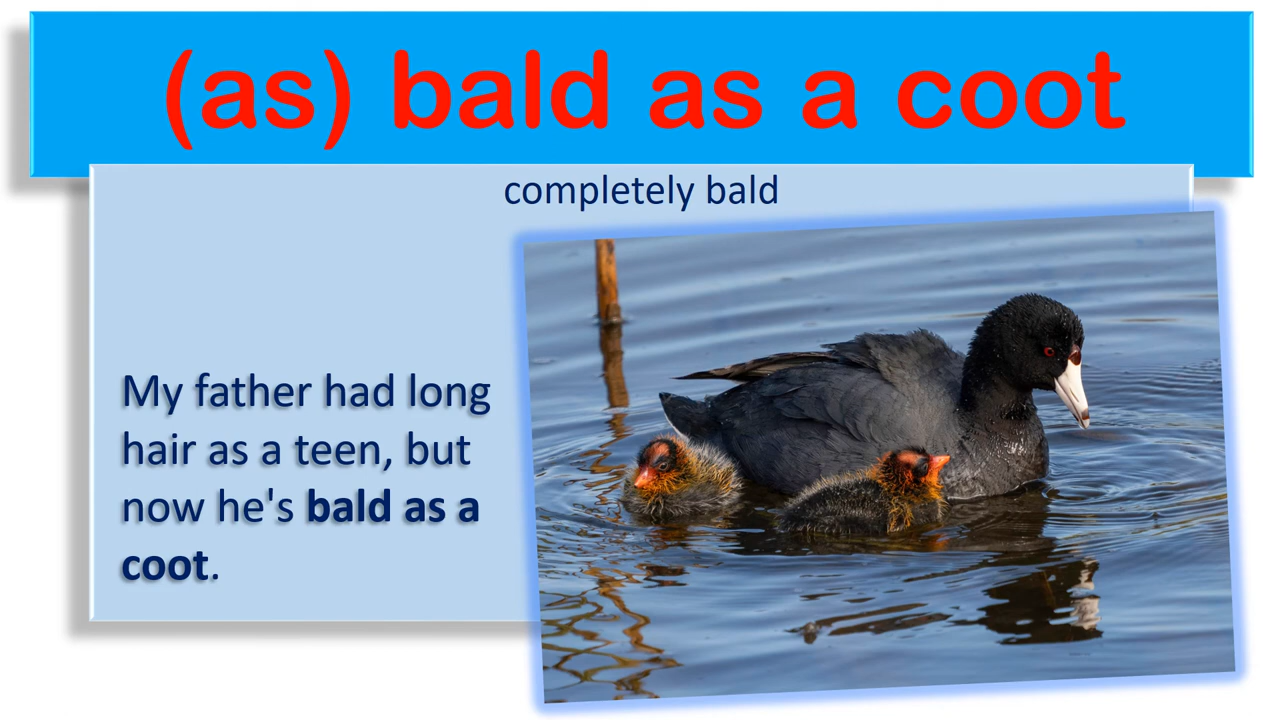 (as) bald as a coot
completely bald
My father had long
hair as a teen, but
now he's bald as a
coot.